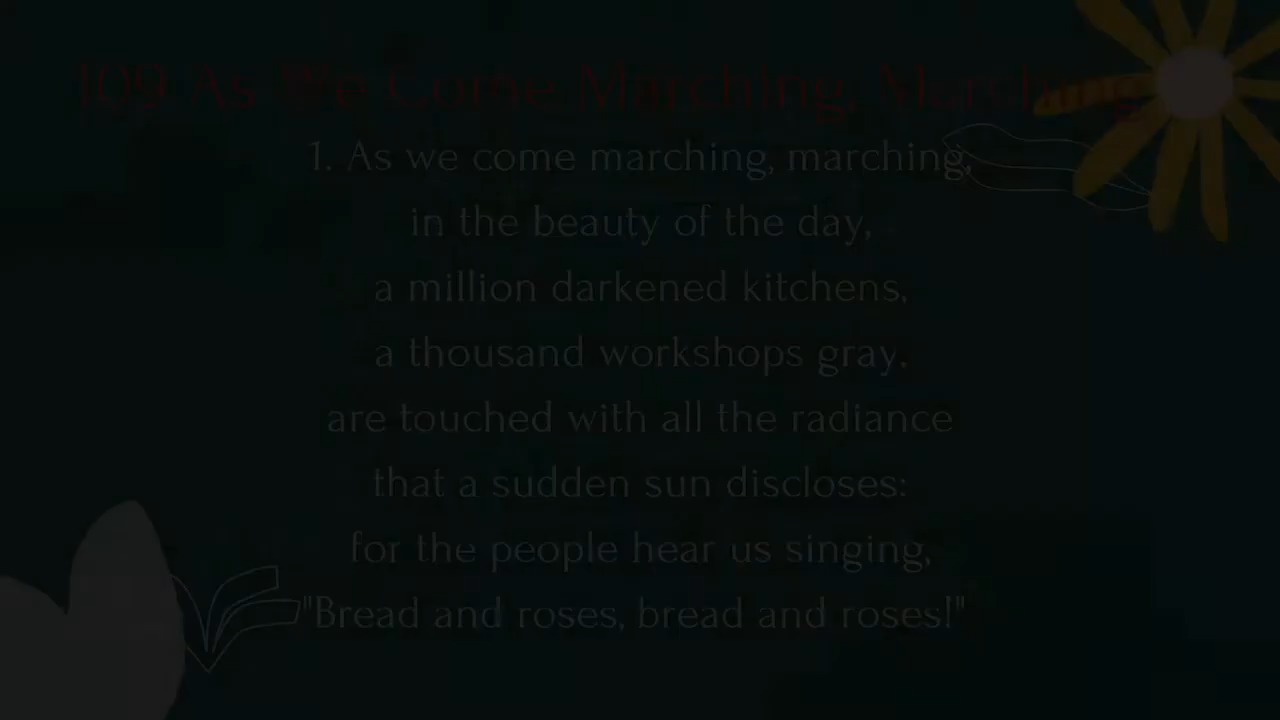 109 As We Come Marching, Marching
1. As we come marching, marching,
in the beauty of the day,
a million darkened kitchens,
a thousand workshops gray,
are touched with all the radiance
that a sudden sun discloses:
for the people hear us singing,
"Bread and roses, bread and roses!"